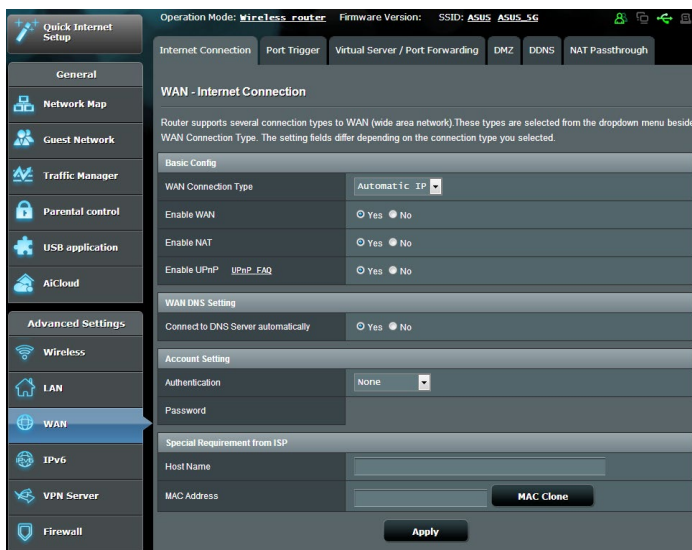 Quick Internet
Setup
Operation Mode: Wireless router Firmware Version: SSID: ASUS ASUS_5G
Internet Connection Port Trigger Virtual Server / Port Forwarding DMZ DDNS NAT Passthrough
General
Network Map
Guest Network
Traffic Manager
Parental control
USB application
AiCloud
Advanced Settings
Wireless
LAN
WAN
IPv6
VPN Server
Firewall
WAN - Internet Connection
Router supports several connection types to WAN (wide area network).These types are selected from the dropdown menu beside
WAN Connection Type. The setting fields differ depending on the connection type you selected.
Basic Config
WAN Connection Type Automatic IP
Enable WAN Yes No
Enable NAT Yes No
Enable UPnP UPnP FAQ Yes No
WAN DNS Setting
Connect to DNS Server automatically Yes No
Account Setting
Authentication None
Password
Special Requirement from ISP
Host Name
MAC Address MAC Clone
Apply